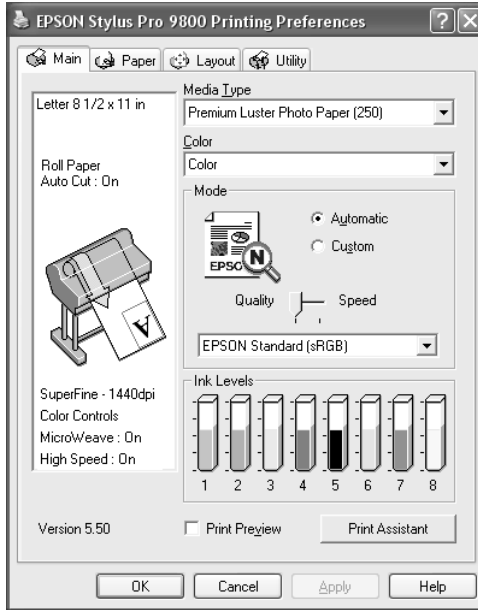 EPSON Stylus Pro 9800 Printing Preferences
Main
Paper
Layout
Utility
Letter 8 1/2 x 11 in
Roll Paper
Auto Cut : On
A
SuperFine - 1440dpi
Color Controls
MicroWeave : On
High Speed : On
Version 5.50
Media Type
Premium Luster Photo Paper (250)
Color
Color
Mode
EPSO
N
Automatic
Custom
Quality
Speed
EPSON Standard (sRGB)
Ink Levels
1 2 3 4 5 6 7 8
Print Preview
Print Assistant
OK
Cancel
Apply
Help